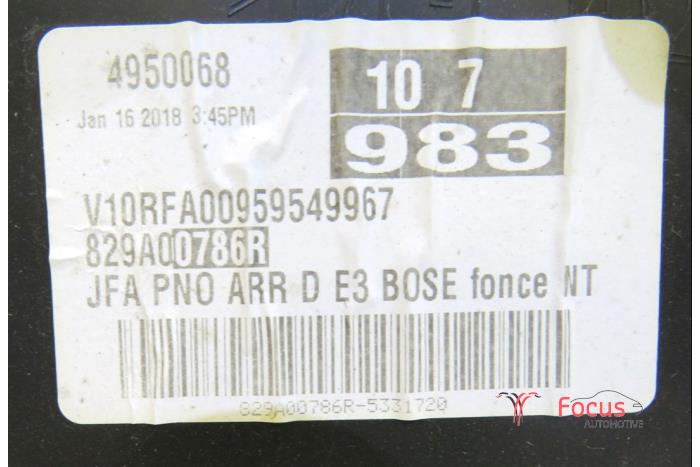 4950068
10 7
Jan 16 2018 3:45PM
983
V10RFA00959549967
829A00786R
JFA PNO ARR D E3 BOSE fonce NT
829A00786R-5331720
Focus
AUTOMOTIVE